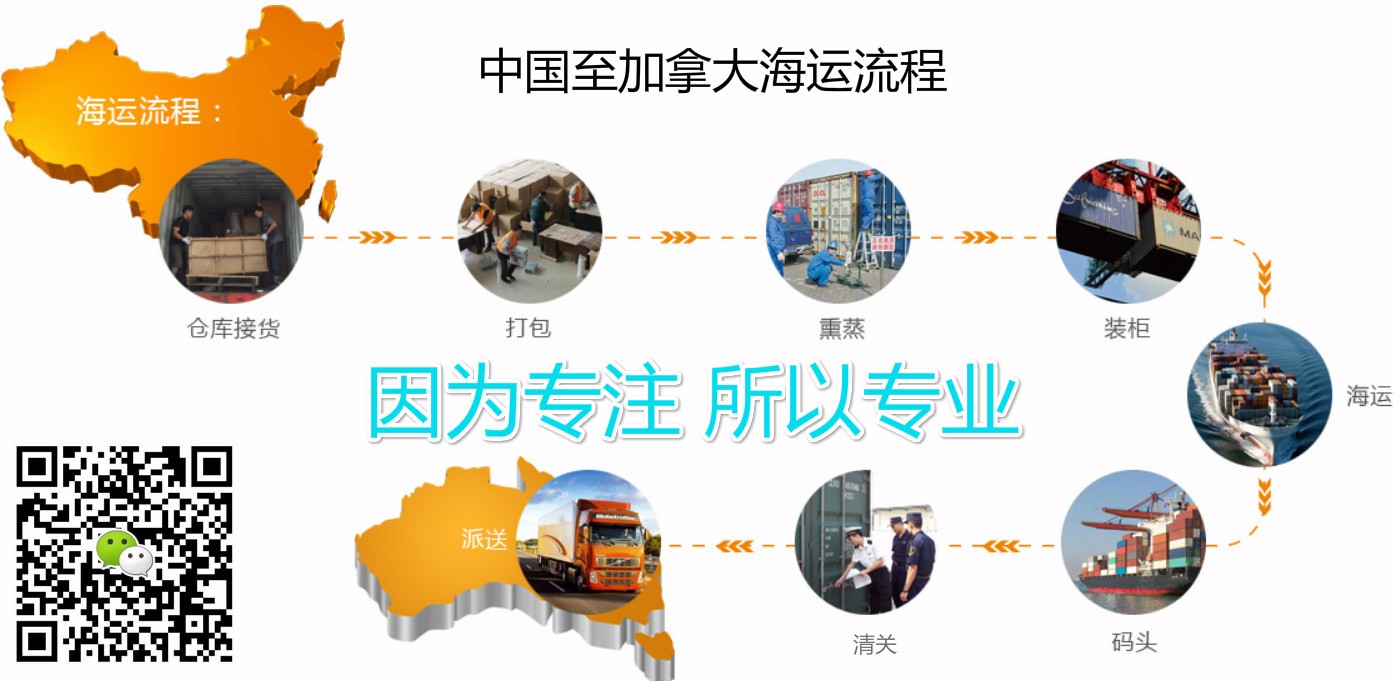 中国至加拿大海运流程
海运流程：
仓库接货
打包
熏蒸
装柜
海运
因为专注 所以专业
派送
清关
码头